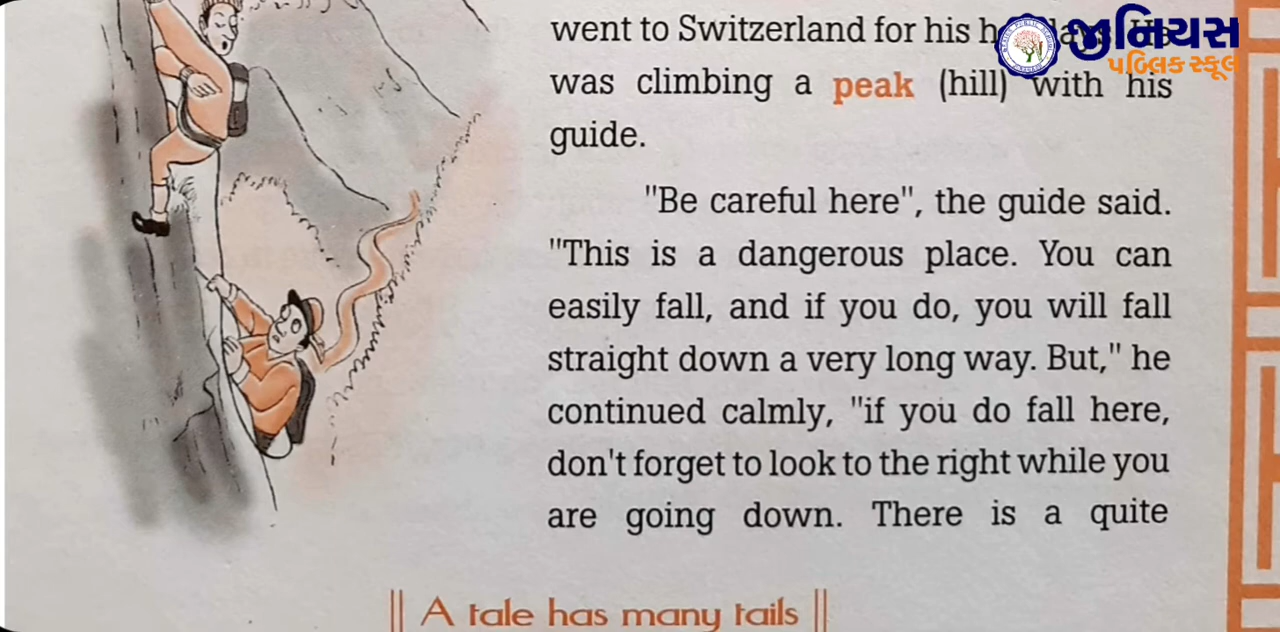 went to Switzerland for his
was climbing a peak (hill) with his
guide.
"Be careful here", the guide said.
"This is a dangerous place. You can
easily fall, and if you do, you will fall
straight down a very long way. But," he
continued calmly, "if you do fall here,
don't forget to look to the right while you
are going down. There is a quite
|| A tale has many tails ||
જીનિયસ
પબ્લિક સ્કૂલ